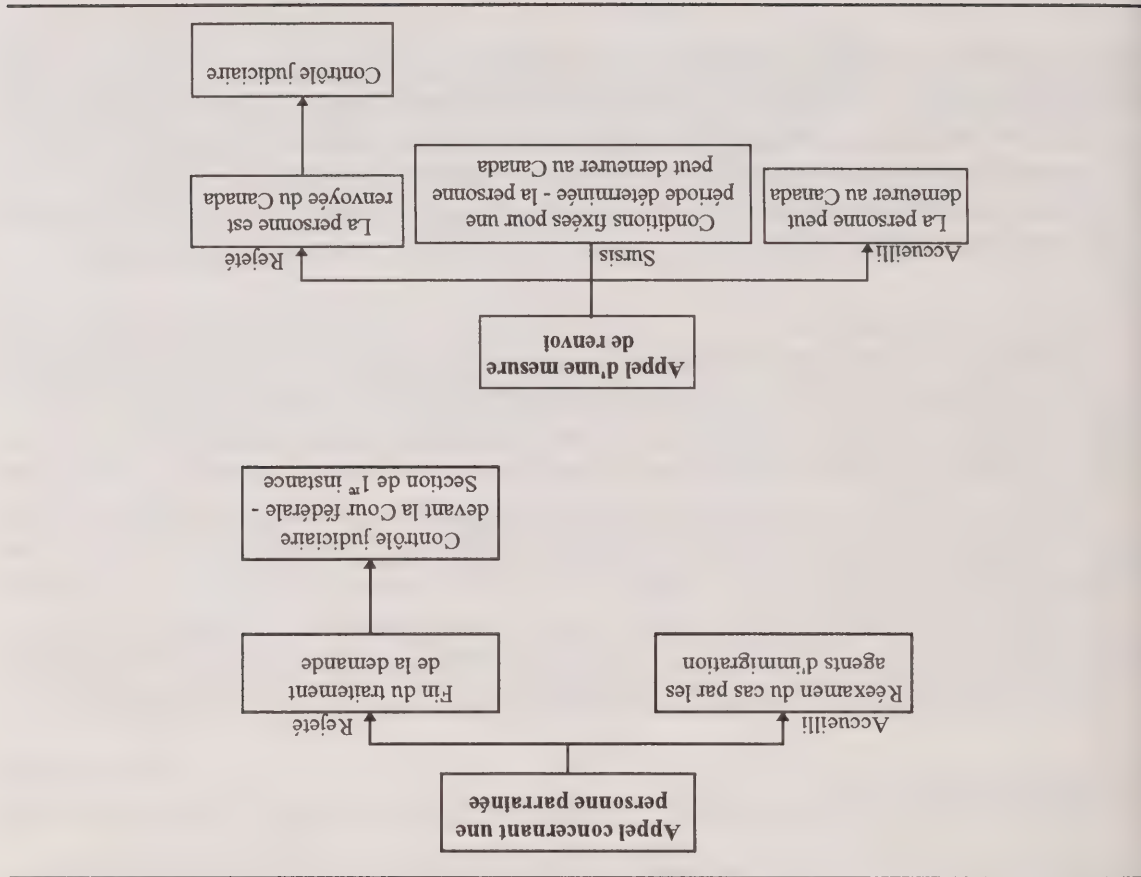 Appel concernant une
personne parrainée
Accueilli
Rejeté
Réexamen du cas par les
agents d'immigration
Fin du traitement
de la demande
Contrôle judiciaire
devant la Cour fédérale -
Section de 1re instance
Appel d'une mesure
de renvoi
Accueilli
Sursis
Rejeté
La personne peut
demeurer au Canada
Conditions fixées pour une
période déterminée - la personne
peut demeurer au Canada
La personne est
renvoyée du Canada
Contrôle judiciaire